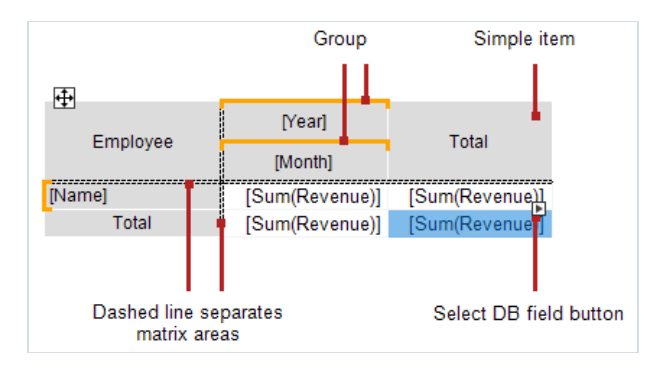 Group Simple item
[Year]
Employee Total
[Month]
[Name] [Sum(Revenue)] [Sum(Revenue)]
Total [Sum(Revenue)] [Sum(Revenue)]
Dashed line separates Select DB field button
matrix areas